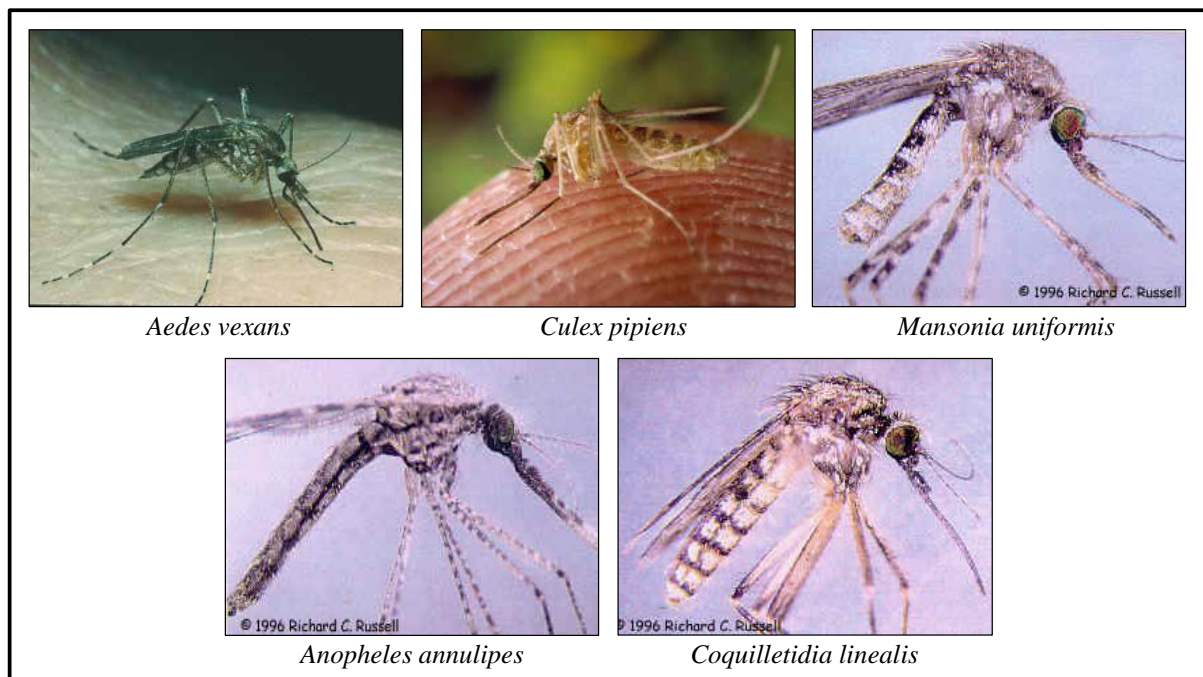 Aedes vexans
Culex pipiens
© 1996 Richard C. Russell
Mansonia uniformis
© 1996 Richard C. Russell
Anopheles annulipes
© 1996 Richard C. Russell
Coquilletidia linealis